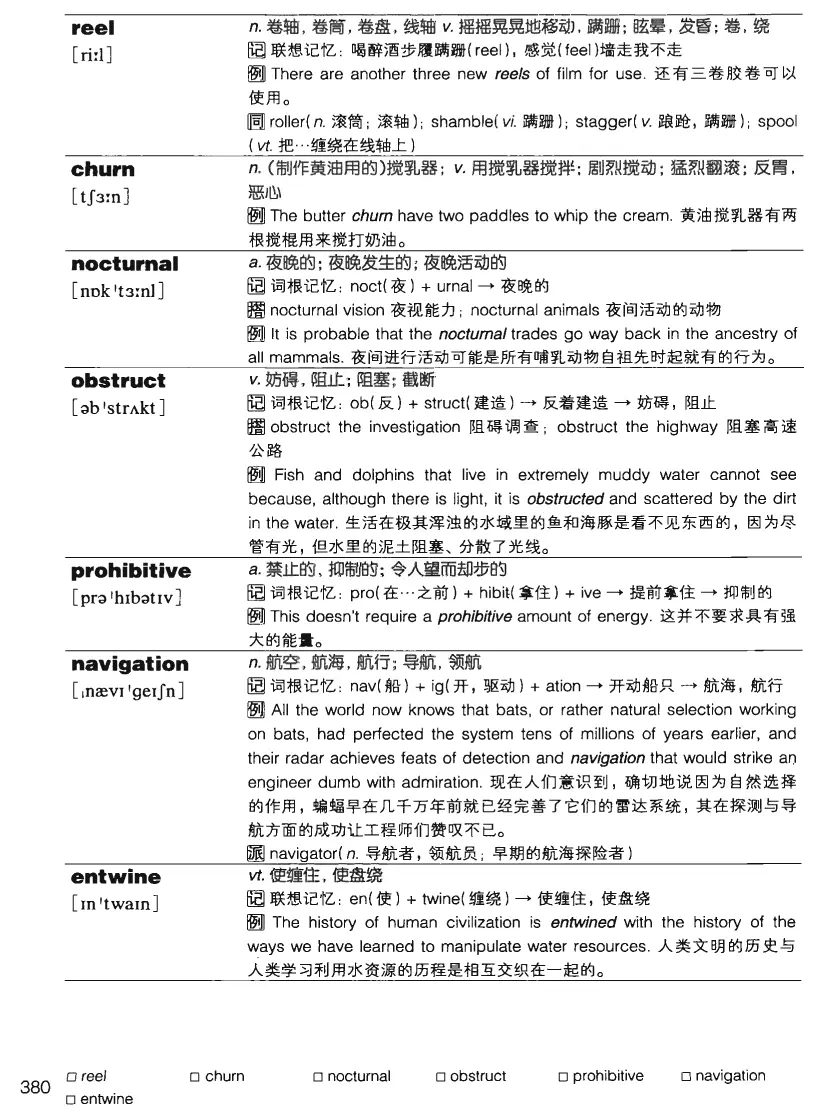 reel n. 卷轴, 卷筒, 卷盘, 线轴 v. 摇摇晃晃地移动, 蹒跚; 眩晕, 发昏; 卷, 绕
[riːl] 记 联想记忆: 喝醉酒步履蹒跚(reel), 感觉(feel)墙走我不走
例 There are another three new reels of film for use. 还有三卷胶卷可以
使用。
同 roller(n. 滚筒; 滚轴); shamble(vi. 蹒跚); stagger(v. 踉跄, 蹒跚); spool
(vt. 把…缠绕在线轴上)
churn n. (制作黄油用的)搅乳器; v. 用搅乳器搅拌; 剧烈搅动; 猛烈翻滚; 反胃,
[tʃɜːn] 恶心
例 The butter churn have two paddles to whip the cream. 黄油搅乳器有两
根搅棍用来搅打奶油。
nocturnal a. 夜晚的; 夜晚发生的; 夜晚活动的
[nɒkˈtɜːnl] 记 词根记忆: noct(夜) + urnal → 夜晚的
搭 nocturnal vision 夜视能力; nocturnal animals 夜间活动的动物
例 It is probable that the nocturnal trades go way back in the ancestry of
all mammals. 夜间进行活动可能是所有哺乳动物自祖先时起就有的行为。
obstruct v. 妨碍, 阻止; 阻塞; 截断
[əbˈstrʌkt] 记 词根记忆: ob(反) + struct(建造) → 反着建造 → 妨碍, 阻止
搭 obstruct the investigation 阻碍调查; obstruct the highway 阻塞高速
公路
例 Fish and dolphins that live in extremely muddy water cannot see
because, although there is light, it is obstructed and scattered by the dirt
in the water. 生活在极其浑浊的水域里的鱼和海豚是看不见东西的, 因为尽
管有光, 但水里的泥土阻塞、分散了光线。
prohibitive a. 禁止的, 抑制的; 令人望而却步的
[prəˈhɪbətɪv] 记 词根记忆: pro(在…之前) + hibit(拿住) + ive → 提前拿住 → 抑制的
例 This doesn't require a prohibitive amount of energy. 这并不要求具有强
大的能量。
navigation n. 航空, 航海, 航行; 导航, 领航
[ˌnævɪˈɡeɪʃn] 记 词根记忆: nav(船) + ig(开, 驱动) + ation → 开动船只 → 航海, 航行
例 All the world now knows that bats, or rather natural selection working
on bats, had perfected the system tens of millions of years earlier, and
their radar achieves feats of detection and navigation that would strike an
engineer dumb with admiration. 现在人们意识到, 确切地说因为自然选择
的作用, 蝙蝠早在几千万年前就已经完善了它们的雷达系统, 其在探测与导
航方面的成功让工程师们赞叹不已。
派 navigator(n. 导航者, 领航员; 早期的航海探险者)
entwine vt. 使缠住, 使盘绕
[ɪnˈtwaɪn] 记 联想记忆: en(使) + twine(缠绕) → 使缠住, 使盘绕
例 The history of human civilization is entwined with the history of the
ways we have learned to manipulate water resources. 人类文明的历史与
人类学习利用水资源的历程是相互交织在一起的。
380 □ reel □ churn □ nocturnal □ obstruct □ prohibitive □ navigation
□ entwine